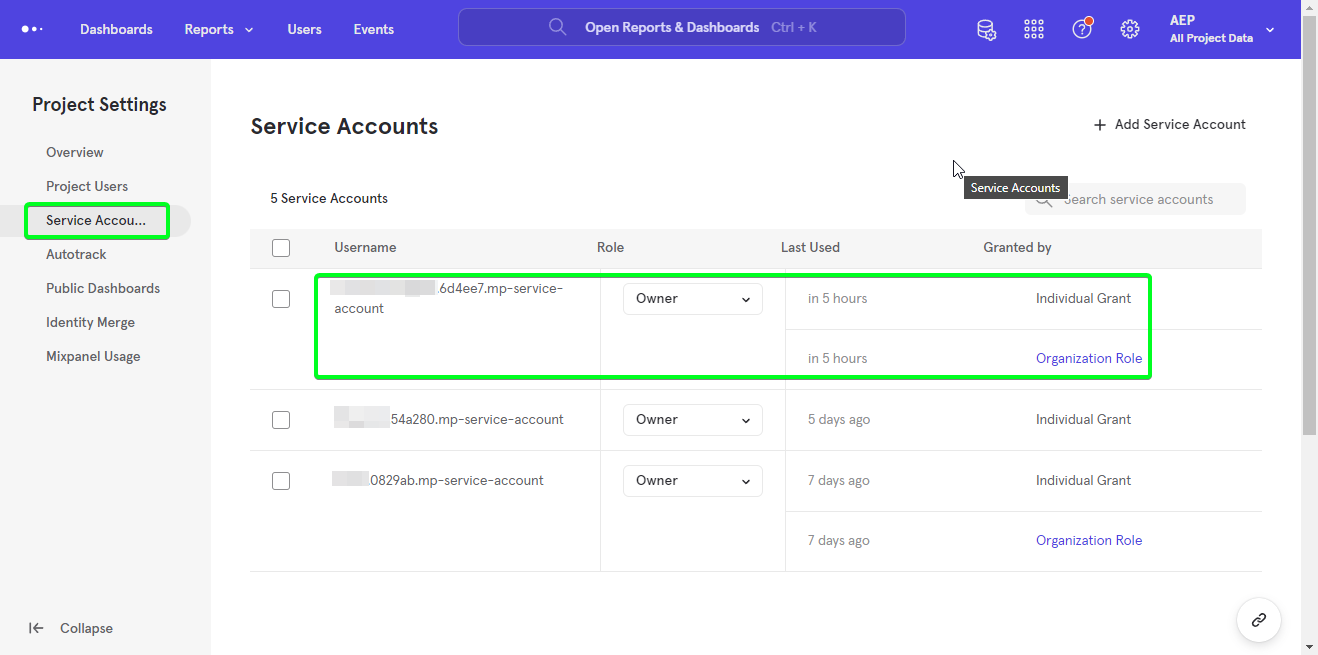 Dashboards Reports Users Events Open Reports & Dashboards Ctrl + K AEP
All Project Data
Project Settings
Overview
Project Users
Service Accou...
Autotrack
Public Dashboards
Identity Merge
Mixpanel Usage
Collapse
Service Accounts
+ Add Service Account
5 Service Accounts
Service Accounts
Search service accounts
Username Role Last Used Granted by
.6d4ee7.mp-service-
account
Owner in 5 hours Individual Grant
in 5 hours Organization Role
54a280.mp-service-account Owner 5 days ago Individual Grant
0829ab.mp-service-account Owner 7 days ago Individual Grant
7 days ago Organization Role